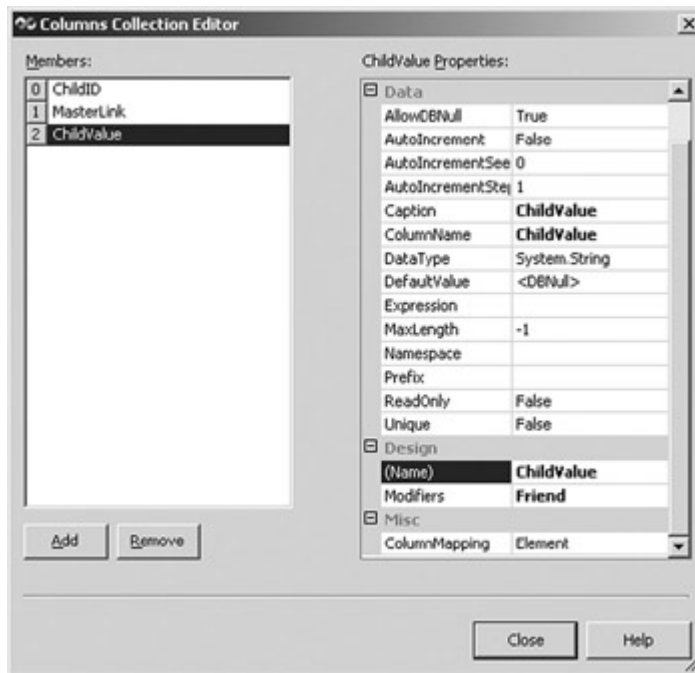 Columns Collection Editor
Members:
0 ChildID
1 MasterLink
2 ChildValue
Add Remove
ChildValue Properties:
Data
AllowDBNull True
AutoIncrement False
AutoIncrementSee 0
AutoIncrementStep 1
Caption ChildValue
ColumnName ChildValue
DataType System.String
DefaultValue <DBNull>
Expression
MaxLength -1
Namespace
Prefix
ReadOnly False
Unique False
Design
(Name) ChildValue
Modifiers Friend
Misc
ColumnMapping Element
Close Help